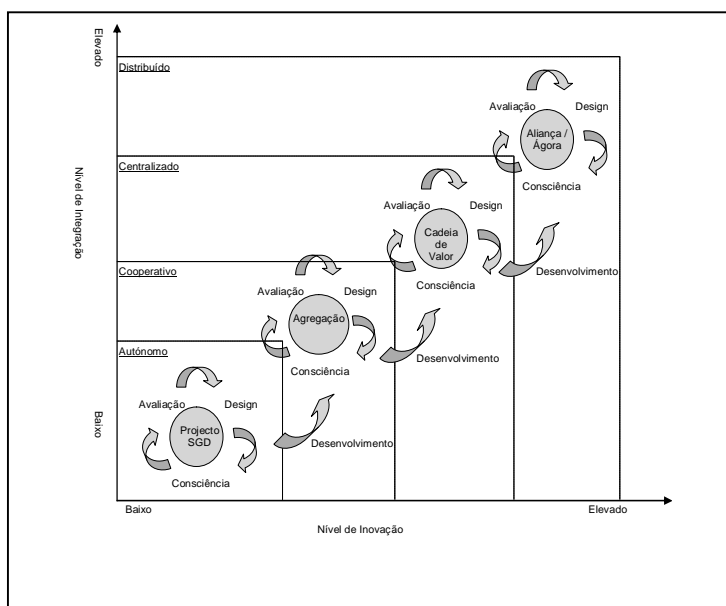 Elevado
Distribuído
Avaliação
Design
Aliança /
Ágora
Consciência
Nível de Integração
Centralizado
Avaliação
Design
Cadeia
de
Valor
Consciência
Desenvolvimento
Cooperativo
Avaliação
Design
Agregação
Consciência
Desenvolvimento
Autónomo
Avaliação
Design
Projecto
SGD
Consciência
Desenvolvimento
Baixo
Baixo
Elevado
Nível de Inovação